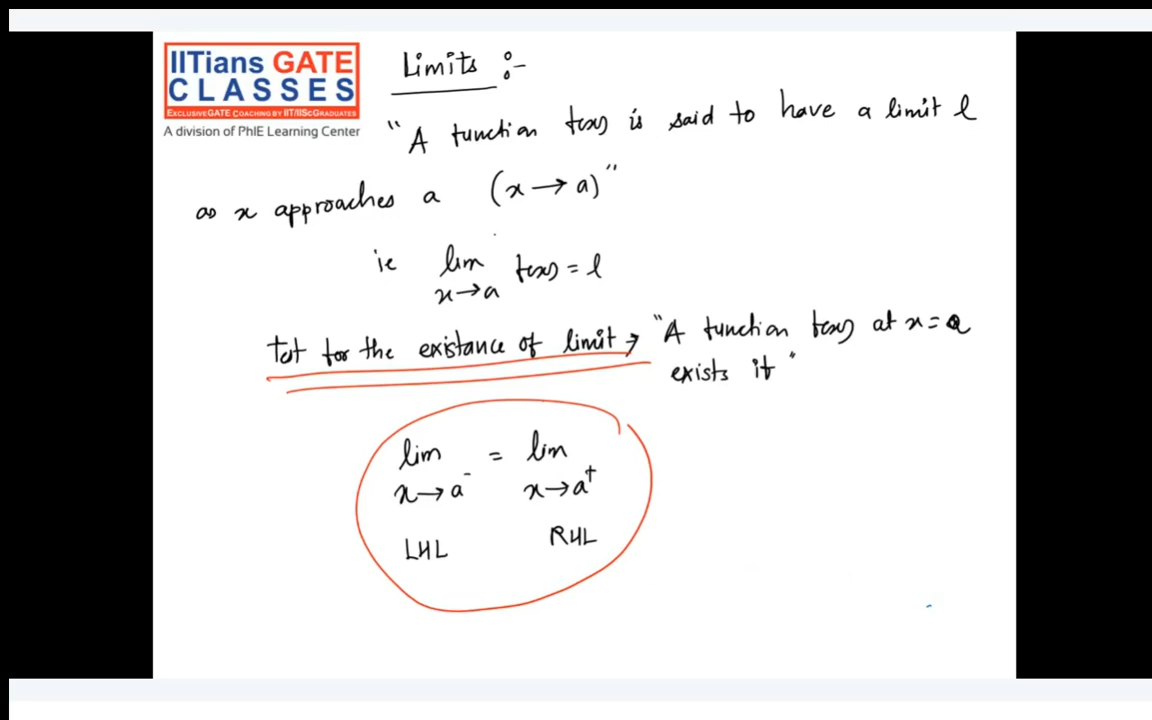 IITians GATE
CLASSES
EXCLUSIVE GATE COACHING BY IIT/IISc GRADUATES
A division of PhIE Learning Center
Limits :-
"A function f(x) is said to have a limit l
as x approaches a (x→a)"
ie lim f(x) = l
x→a
Test for the existance of limit → "A function f(x) at x=a
exists if"
lim = lim
x→a⁻ x→a⁺
LHL RHL